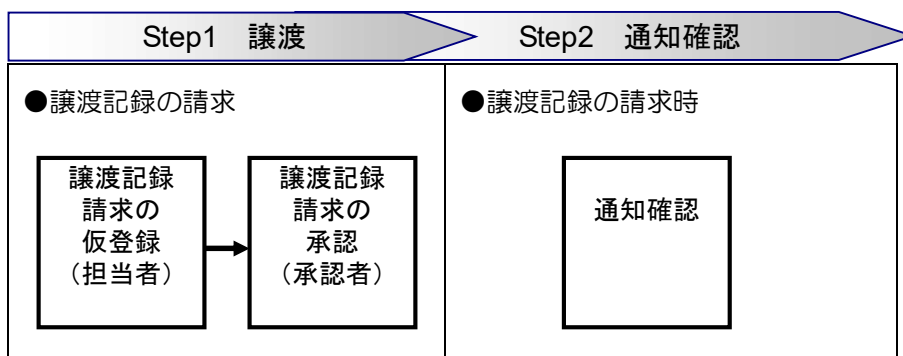 Step1 譲渡
Step2 通知確認
●譲渡記録の請求
●譲渡記録の請求時
譲渡記録
請求の
仮登録
（担当者）
譲渡記録
請求の
承認
（承認者）
通知確認